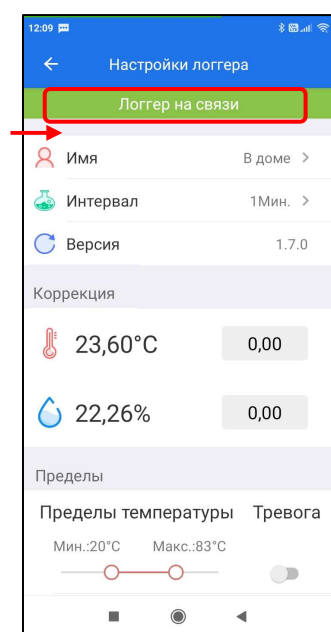 12:09
Настройки логгера
Логгер на связи
Имя В доме >
Интервал 1Мин. >
Версия 1.7.0
Коррекция
23,60°C 0,00
22,26% 0,00
Пределы
Пределы температуры Тревога
Мин.:20°C Макс.:83°C